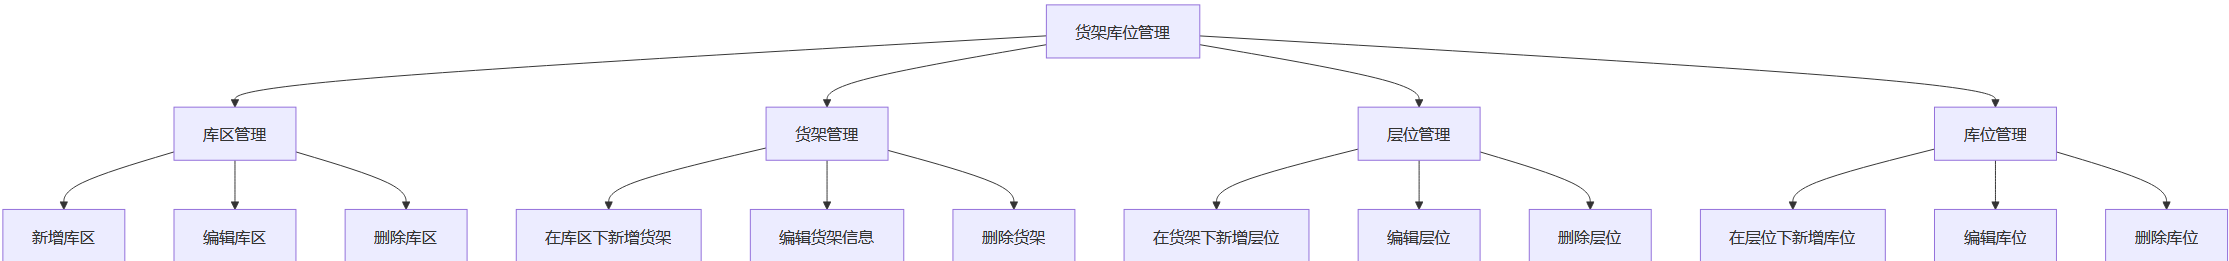 货架库位管理
库区管理
货架管理
层位管理
库位管理
新增库区
编辑库区
删除库区
在库区下新增货架
编辑货架信息
删除货架
在货架下新增层位
编辑层位
删除层位
在层位下新增库位
编辑库位
删除库位